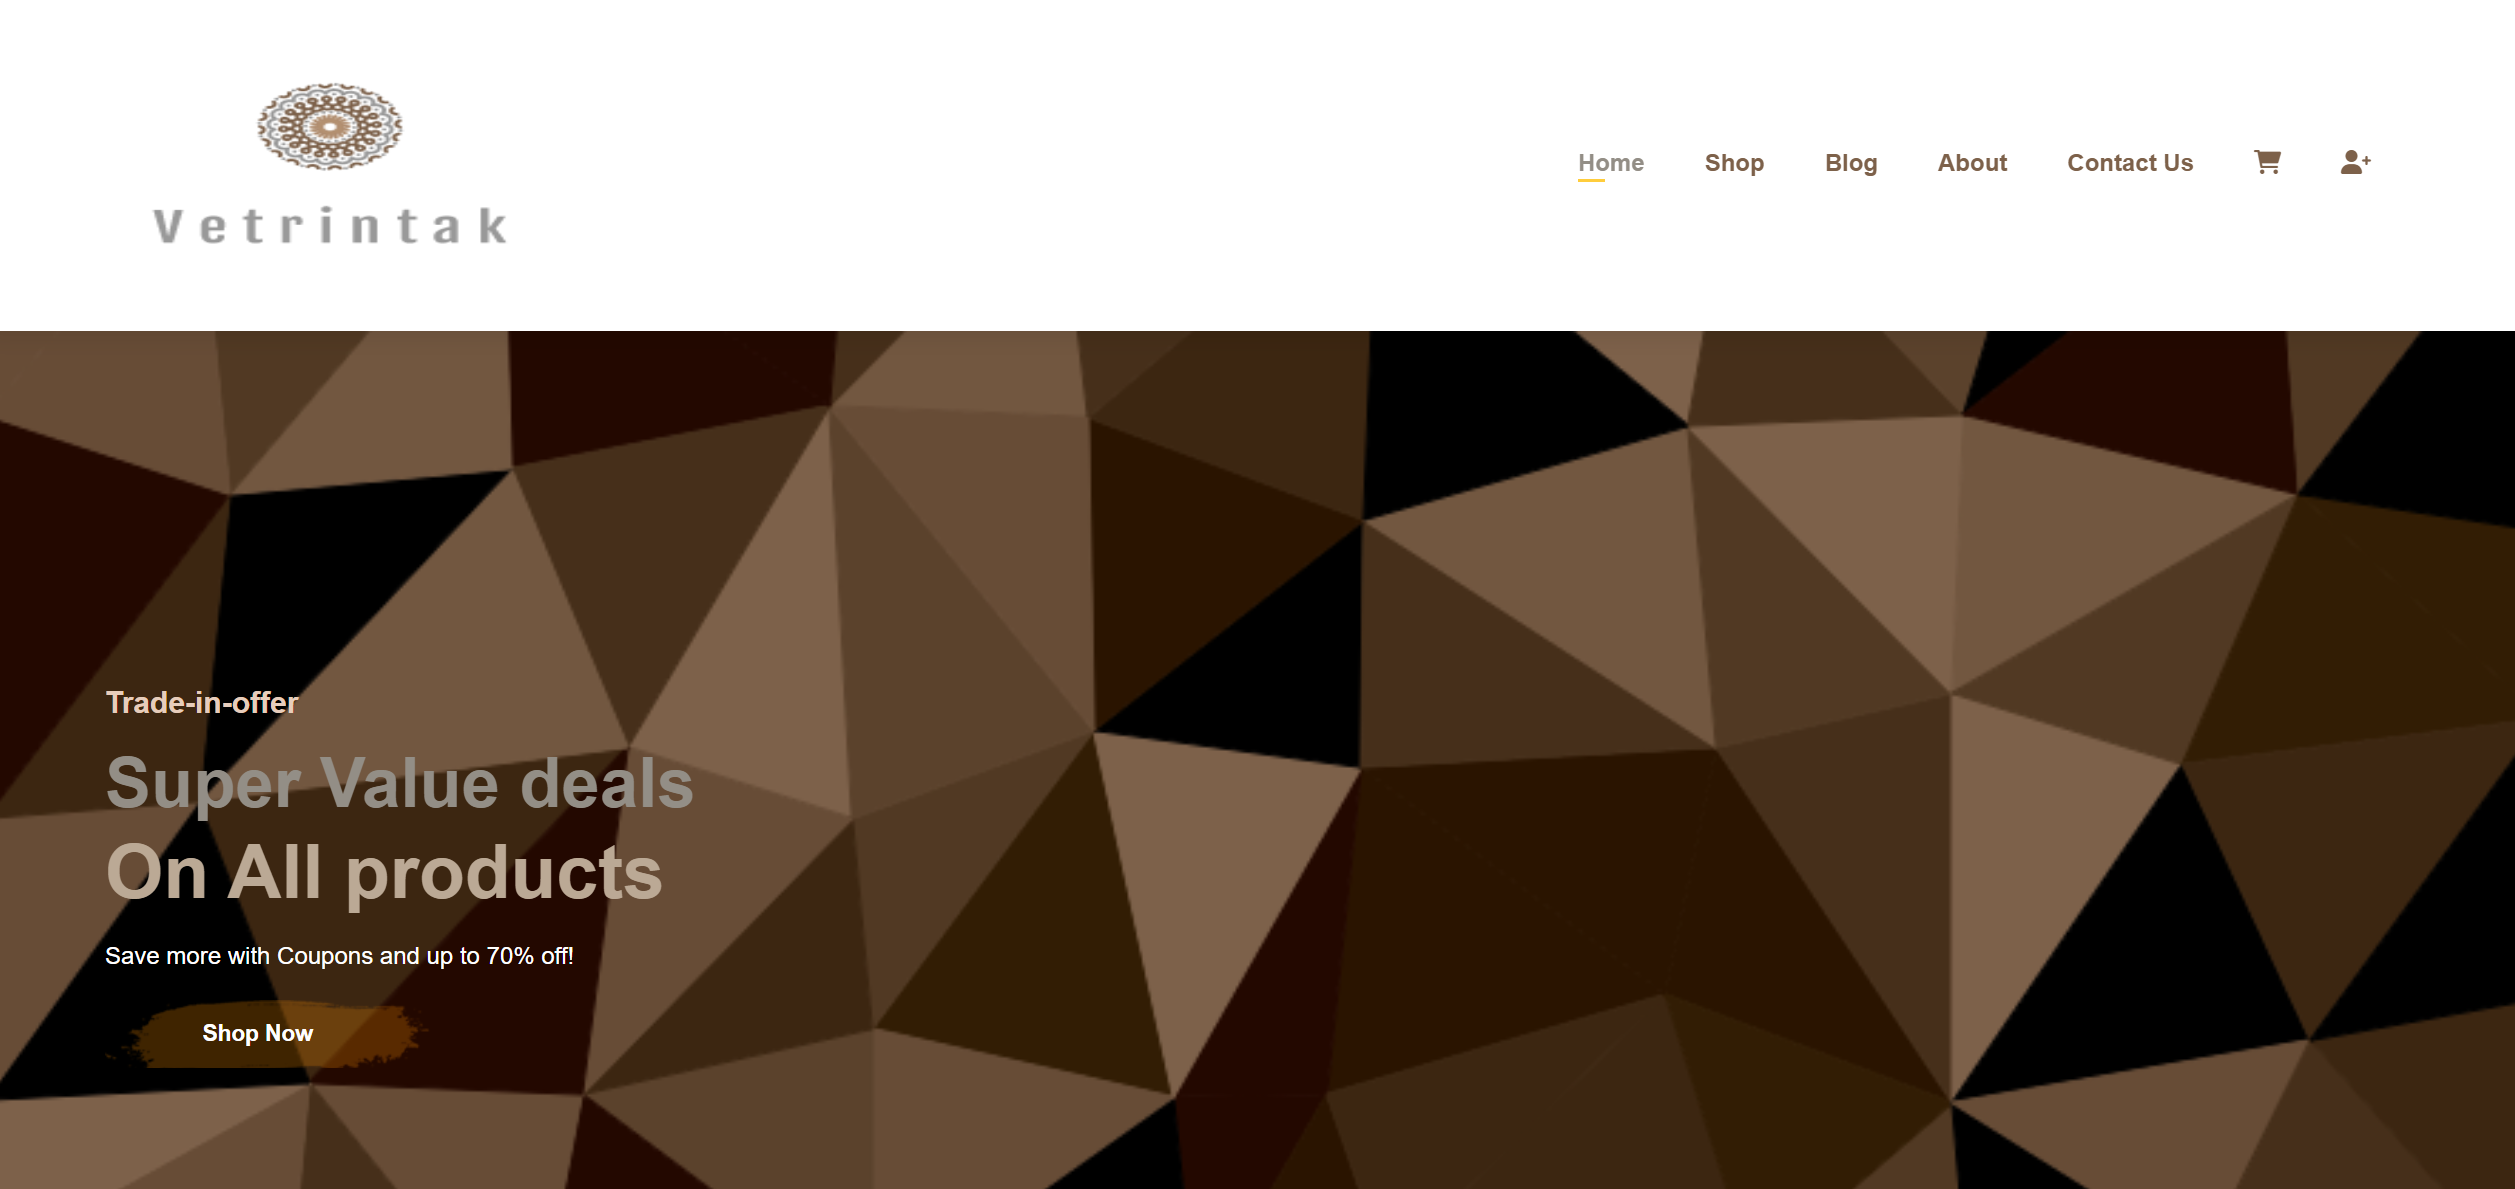 Vetrintak
Home Shop Blog About Contact Us
Trade-in-offer
Super Value deals
On All products
Save more with Coupons and up to 70% off!
Shop Now